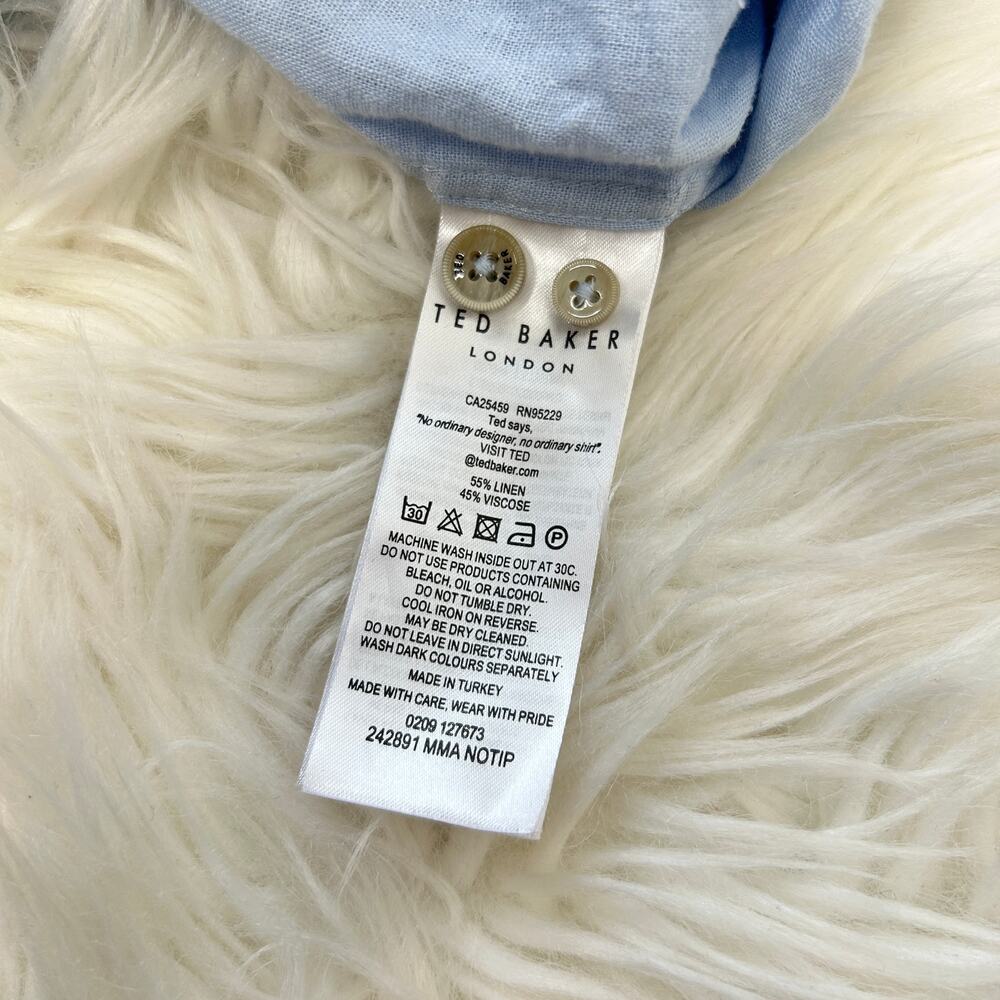 TED BAKER
TED BAKER
LONDON
CA25459 RN95229
Ted says,
"No ordinary designer, no ordinary shirt".
VISIT TED
@tedbaker.com
55% LINEN
45% VISCOSE
30 P
MACHINE WASH INSIDE OUT AT 30C.
DO NOT USE PRODUCTS CONTAINING
BLEACH, OIL OR ALCOHOL.
DO NOT TUMBLE DRY.
COOL IRON ON REVERSE.
MAY BE DRY CLEANED.
DO NOT LEAVE IN DIRECT SUNLIGHT.
WASH DARK COLOURS SEPARATELY
MADE IN TURKEY
MADE WITH CARE, WEAR WITH PRIDE
0209 127673
242891 MMA NOTIP